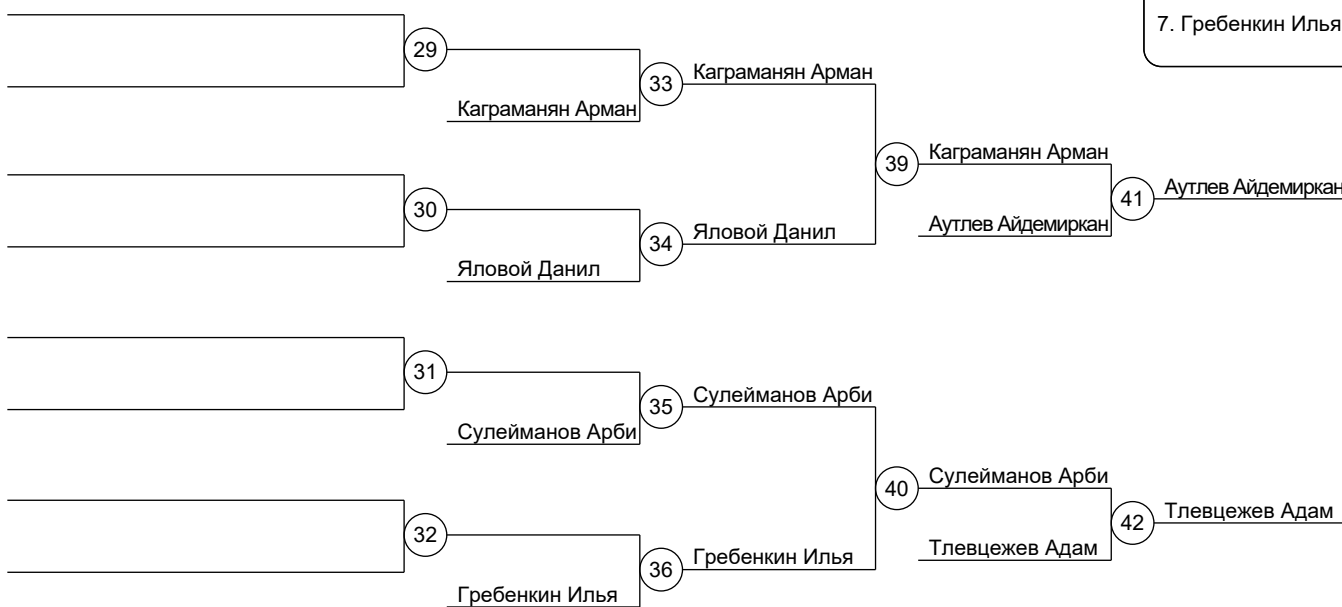 7. Гребенкин Илья
29
33
Каграманян Арман
Каграманян Арман
39
Каграманян Арман
41
Аутлев Айдемиркан
30
34
Яловой Данил
Аутлев Айдемиркан
Яловой Данил
31
35
Сулейманов Арби
Сулейманов Арби
40
Сулейманов Арби
42
Тлевцежев Адам
32
36
Гребенкин Илья
Тлевцежев Адам
Гребенкин Илья